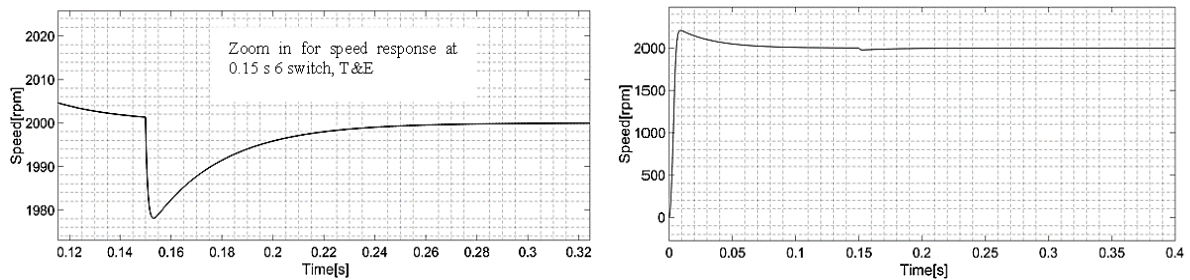 2020
2010
2000
1990
1980
Speed[rpm]
Zoom in for speed response at
0.15 s 6 switch, T&E
0.12 0.14 0.16 0.18 0.2 0.22 0.24 0.26 0.28 0.3 0.32
Time[s]
2000
1500
1000
500
0
Speed[rpm]
0 0.05 0.1 0.15 0.2 0.25 0.3 0.35 0.4
Time[s]